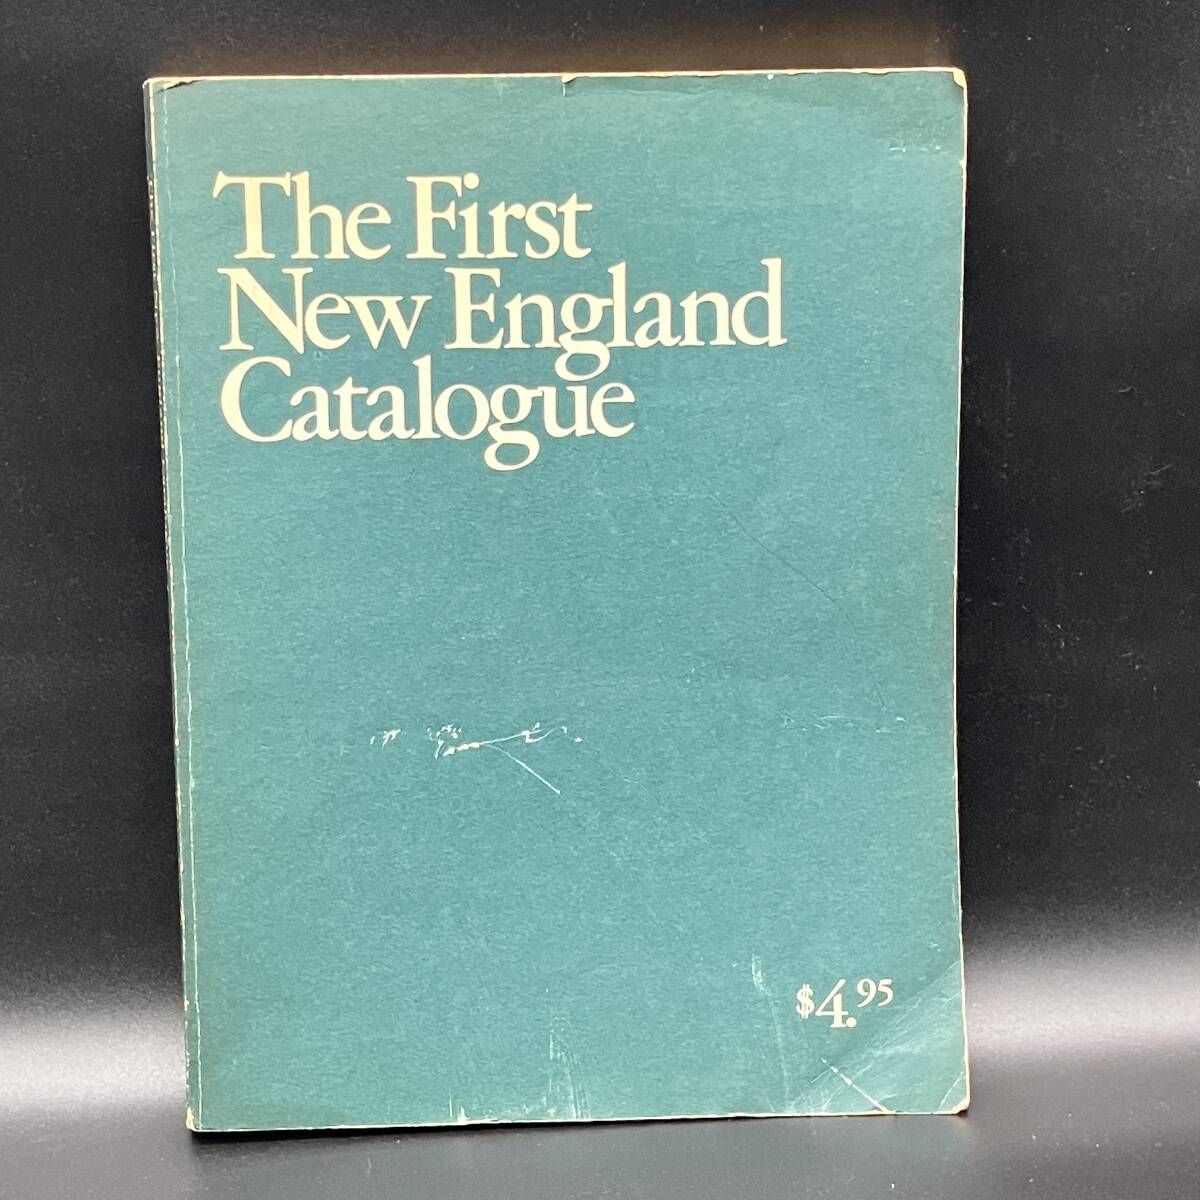 The First
New England
Catalogue
$4.95